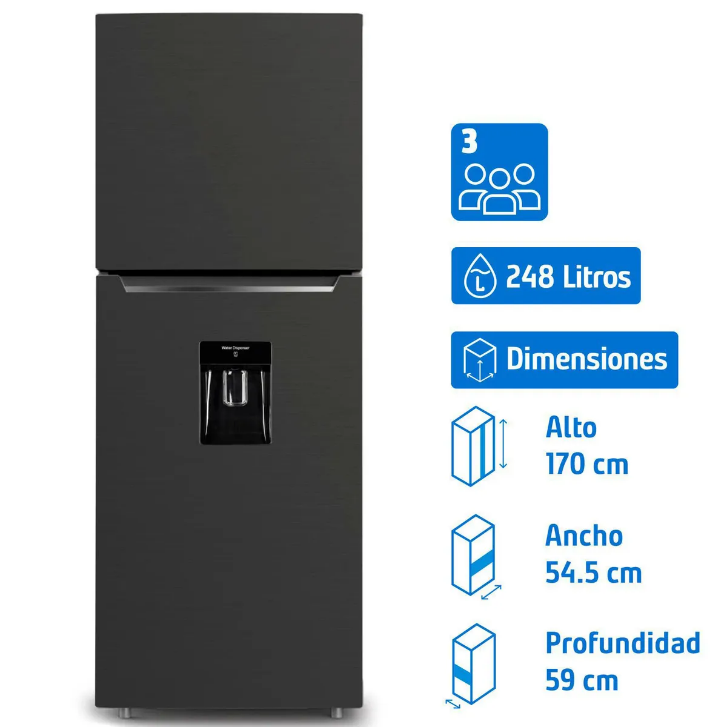 3
248 Litros
Dimensiones
Alto
170 cm
Ancho
54.5 cm
Profundidad
59 cm
Water Dispenser